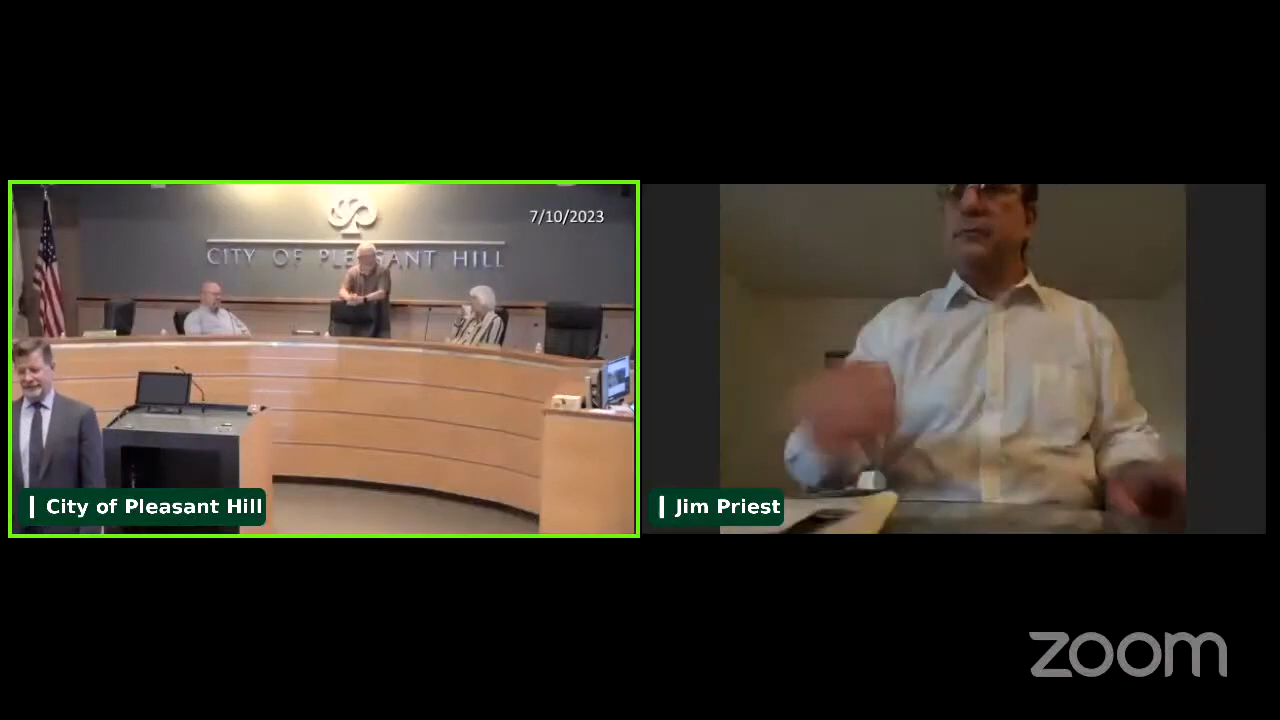 7/10/2023
CITY OF PLEASANT HILL
City of Pleasant Hill
Jim Priest
zoom